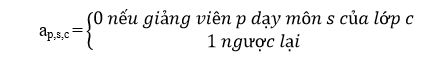 0 nếu giảng viên p dạy môn s của lớp c
a_{p,s,c} = {
1 ngược lại